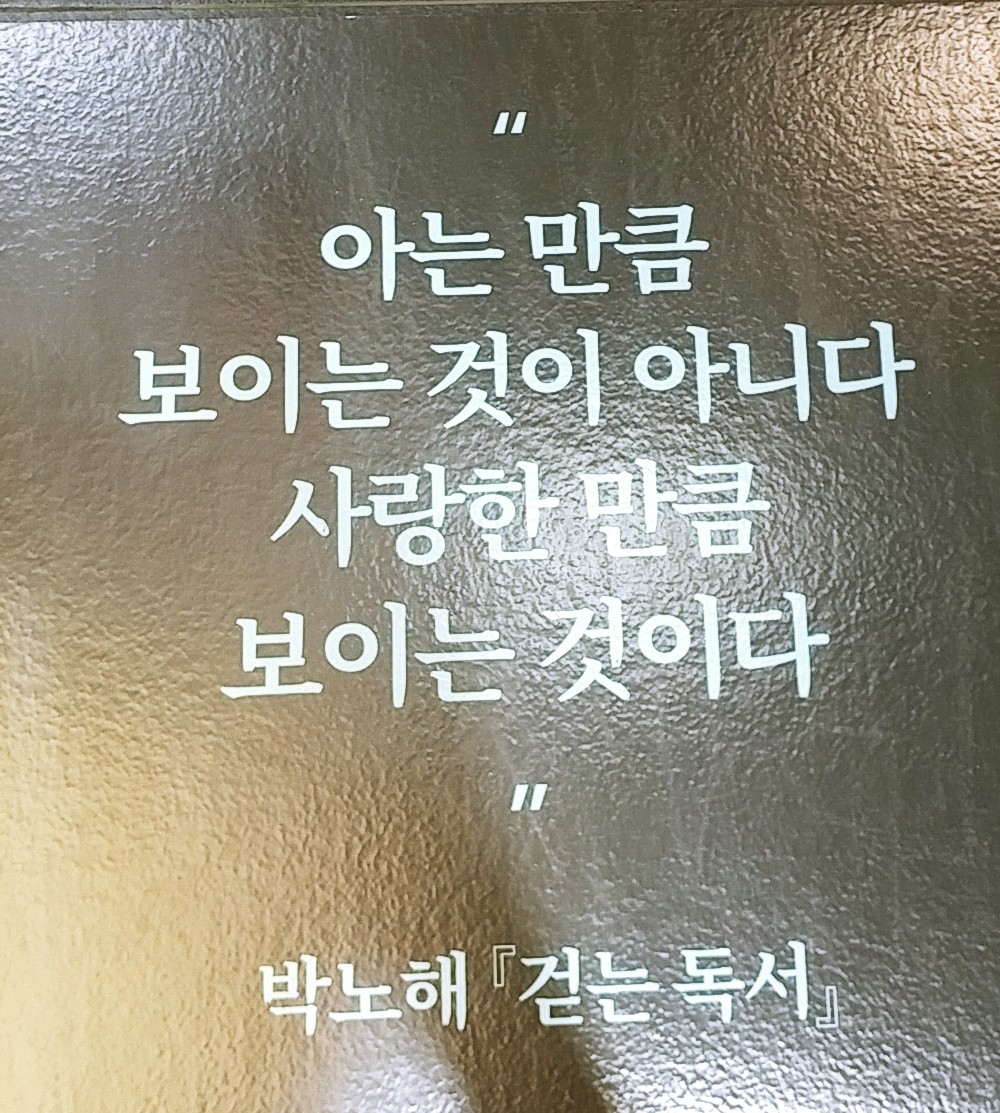 "
아는 만큼
보이는 것이 아니다
사랑한 만큼
보이는 것이다
"
박노해 『걷는 독서』